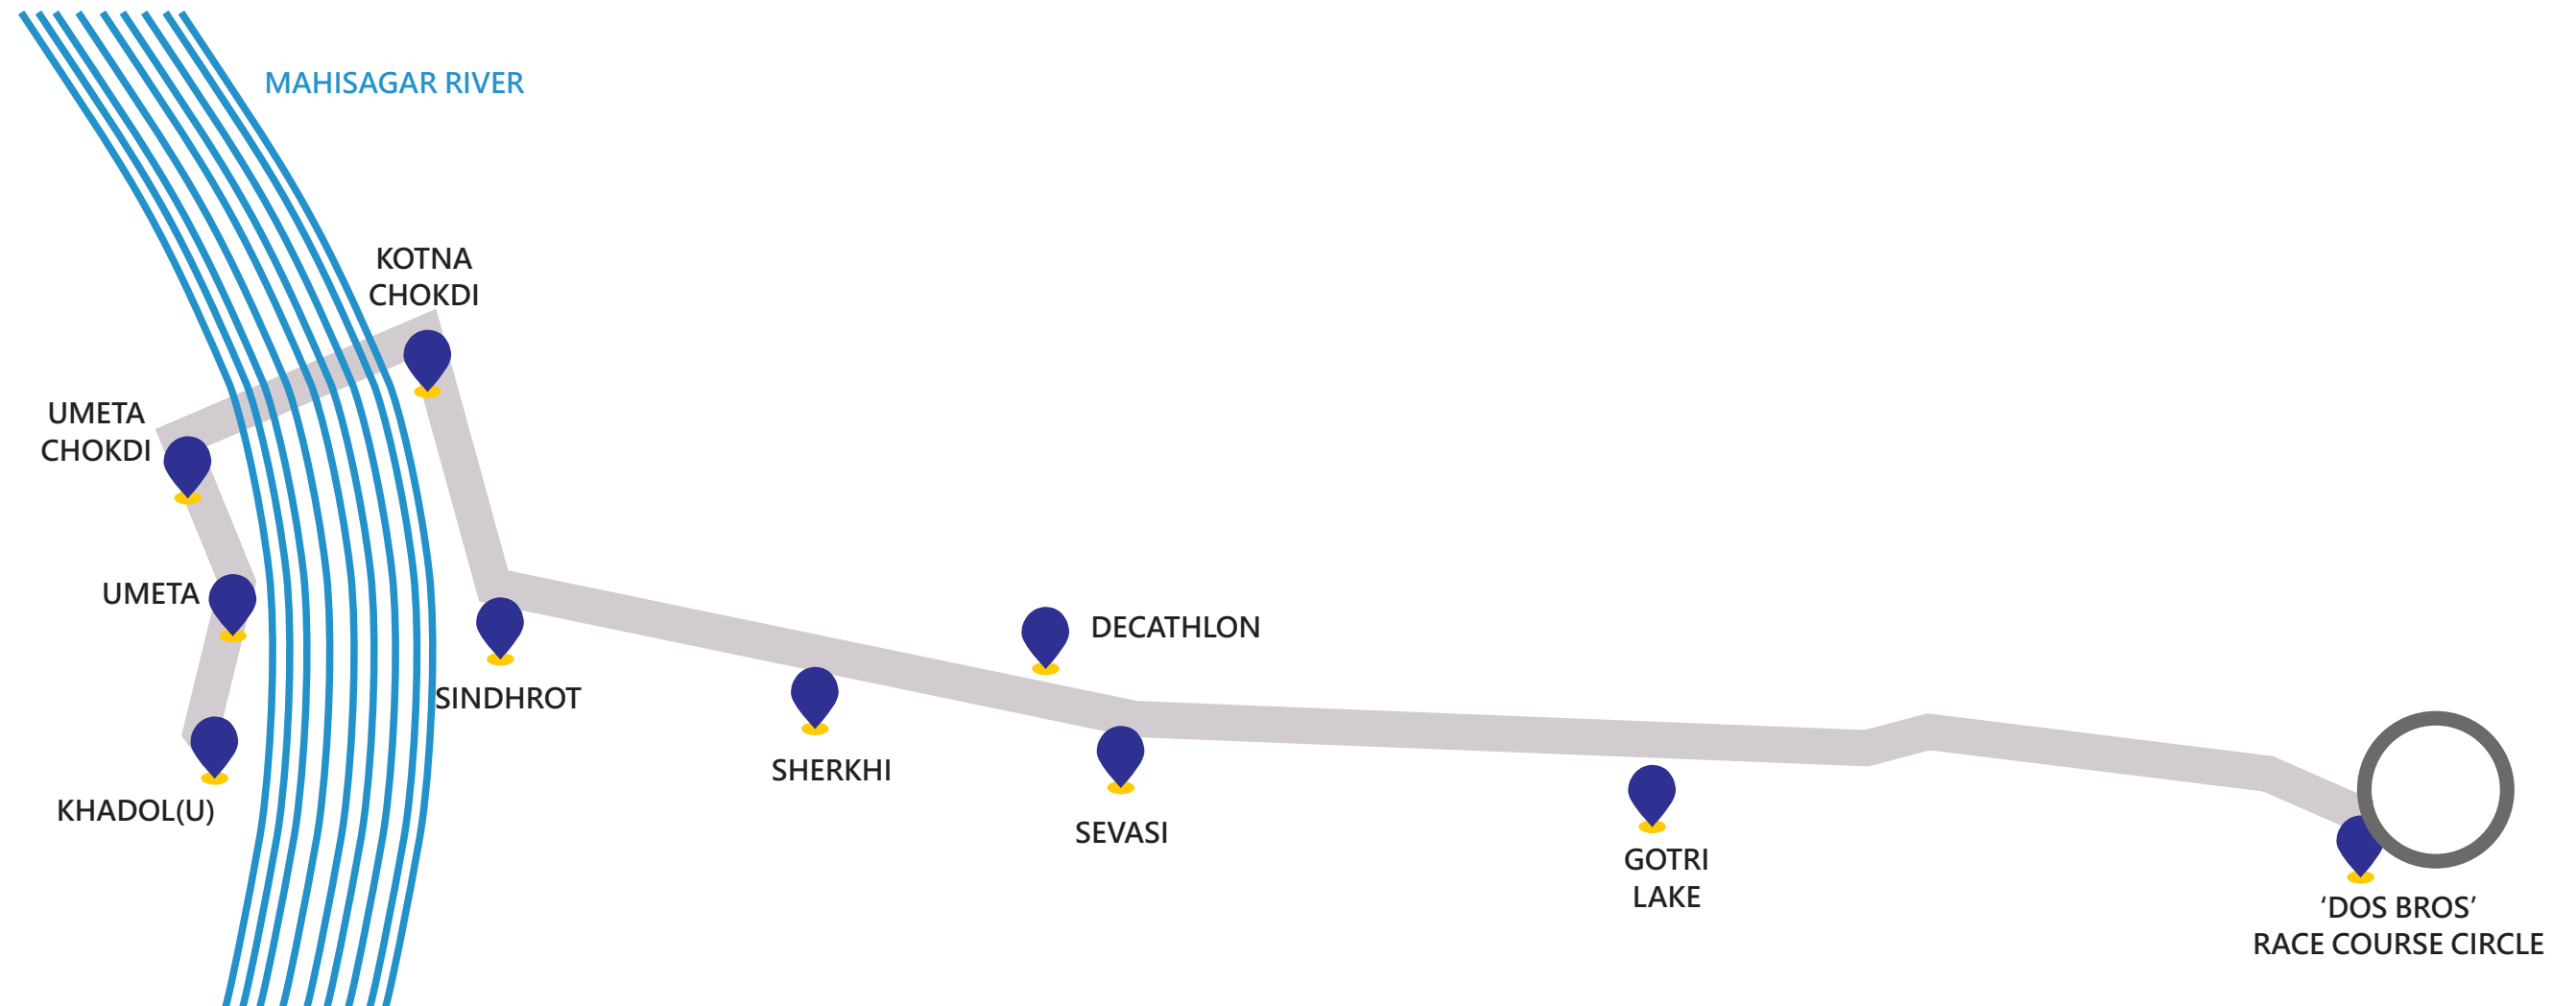 MAHISAGAR RIVER
KOTNA
CHOKDI
UMETA
CHOKDI
UMETA
DECATHLON
SINDHROT
SHERKHI
KHADOL(U)
SEVASI
GOTRI
LAKE
‘DOS BROS’
RACE COURSE CIRCLE